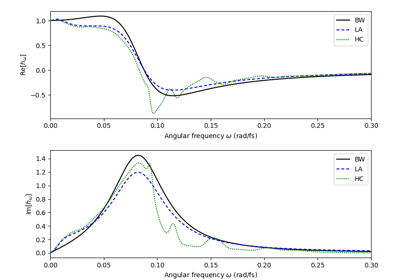 1.0
0.5
0.0
−0.5
Re[hω]
BW
LA
HC
0.00 0.05 0.10 0.15 0.20 0.25 0.30
Angular frequency ω (rad/fs)
1.4
1.2
1.0
0.8
0.6
0.4
0.2
0.0
Im[hω]
BW
LA
HC
0.00 0.05 0.10 0.15 0.20 0.25 0.30
Angular frequency ω (rad/fs)